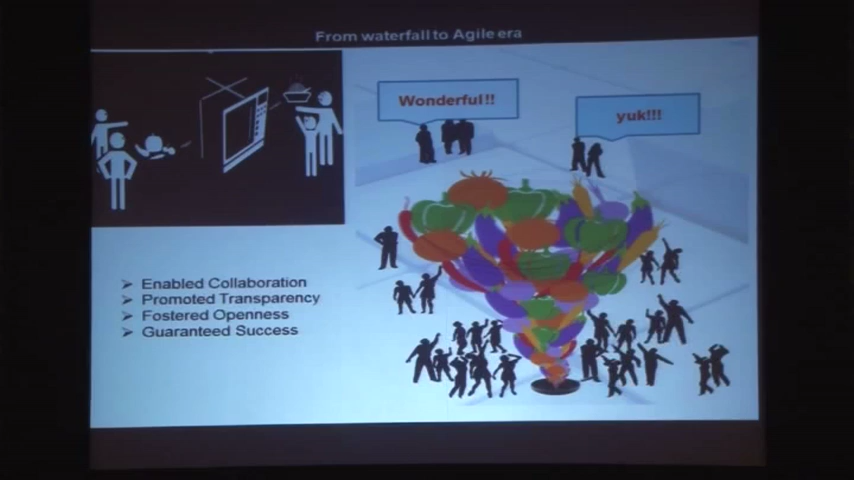 From waterfall to Agile era
Wonderful!!
yuk!!!
Enabled Collaboration
Promoted Transparency
Fostered Openness
Guaranteed Success